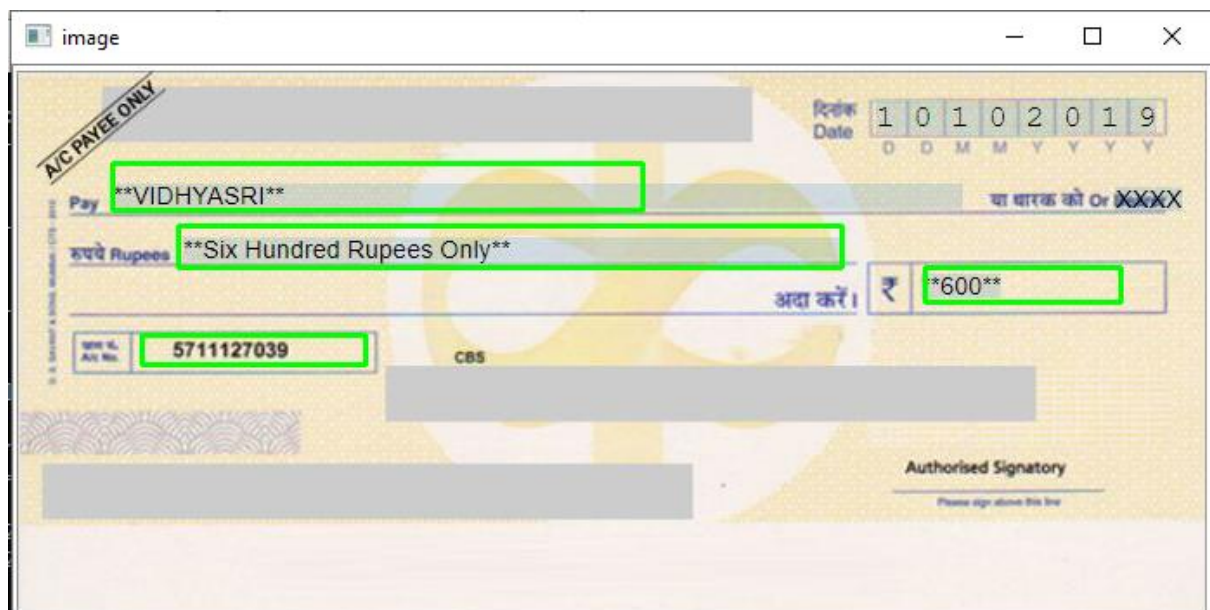 image
A/C PAYEE ONLY
दिनांक
Date
1 0 1 0 2 0 1 9
D D M M Y Y Y Y
Pay **VIDHYASRI** या धारक को Or XXXX
रुपये Rupees **Six Hundred Rupees Only**
अदा करें। ₹ **600**
A/c No. 5711127039
CBS
Authorised Signatory
Please sign above this line